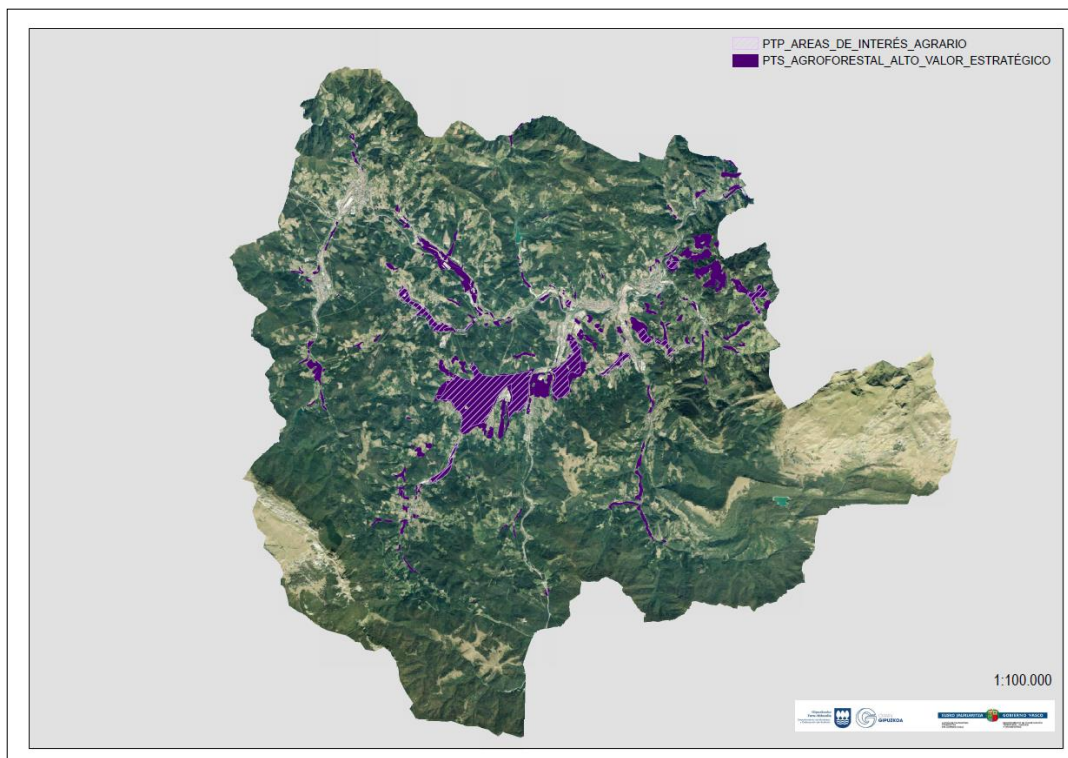 PTP_AREAS_DE_INTERÉS_AGRARIO
PTS_AGROFORESTAL_ALTO_VALOR_ESTRATÉGICO
1:100.000
GIPUZKOA
EUSKO JAURLARITZA
GOBIERNO VASCO